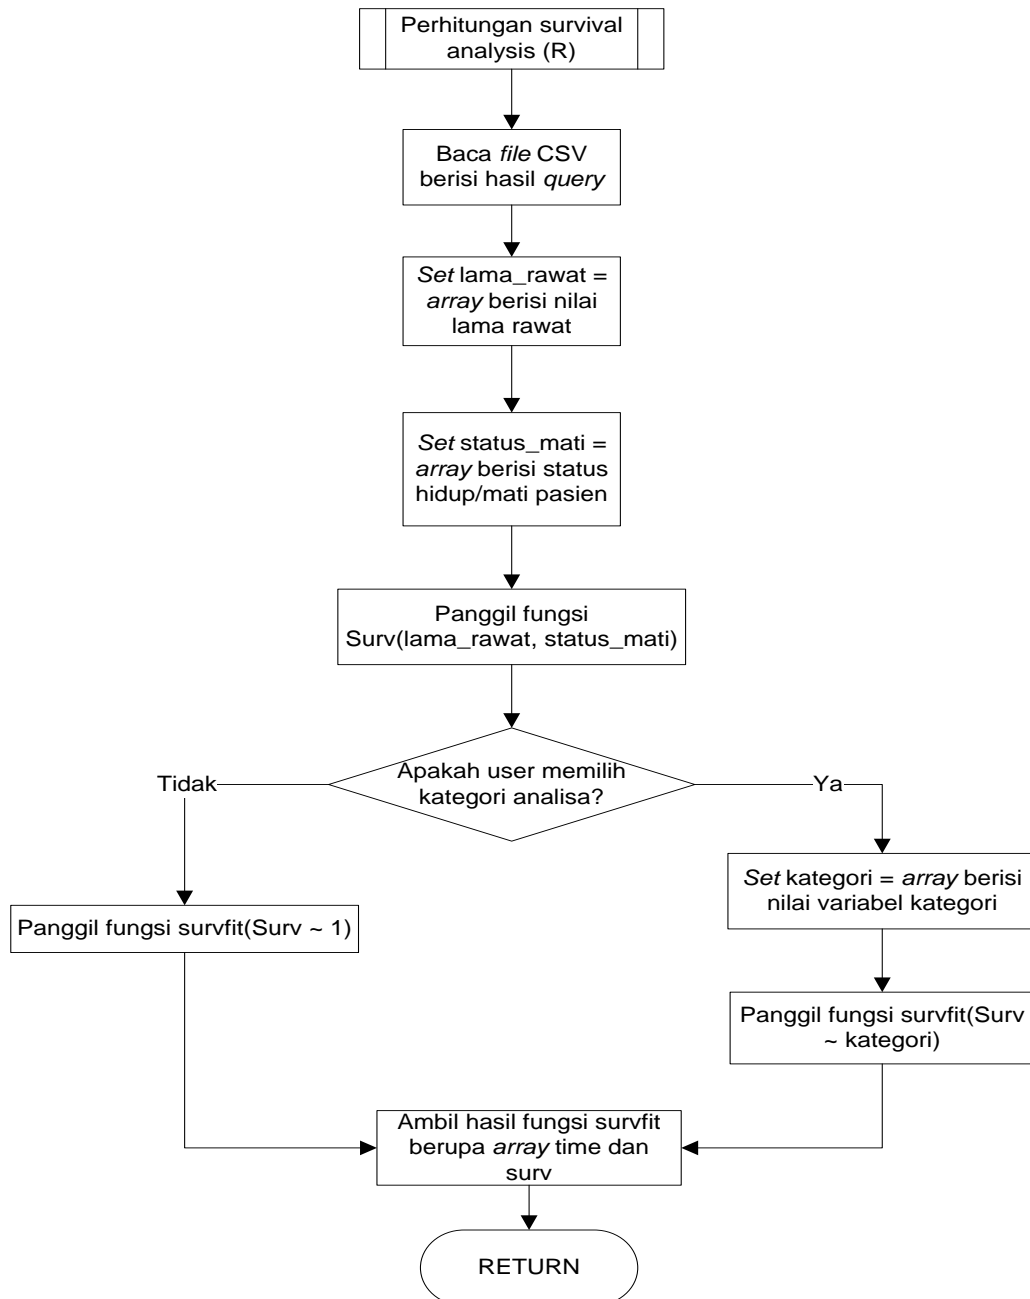 Perhitungan survival
analysis (R)
Baca file CSV
berisi hasil query
Set lama_rawat =
array berisi nilai
lama rawat
Set status_mati =
array berisi status
hidup/mati pasien
Panggil fungsi
Surv(lama_rawat, status_mati)
Apakah user memilih
kategori analisa?
Tidak
Ya
Panggil fungsi survfit(Surv ~ 1)
Set kategori = array berisi
nilai variabel kategori
Panggil fungsi survfit(Surv
~ kategori)
Ambil hasil fungsi survfit
berupa array time dan
surv
RETURN